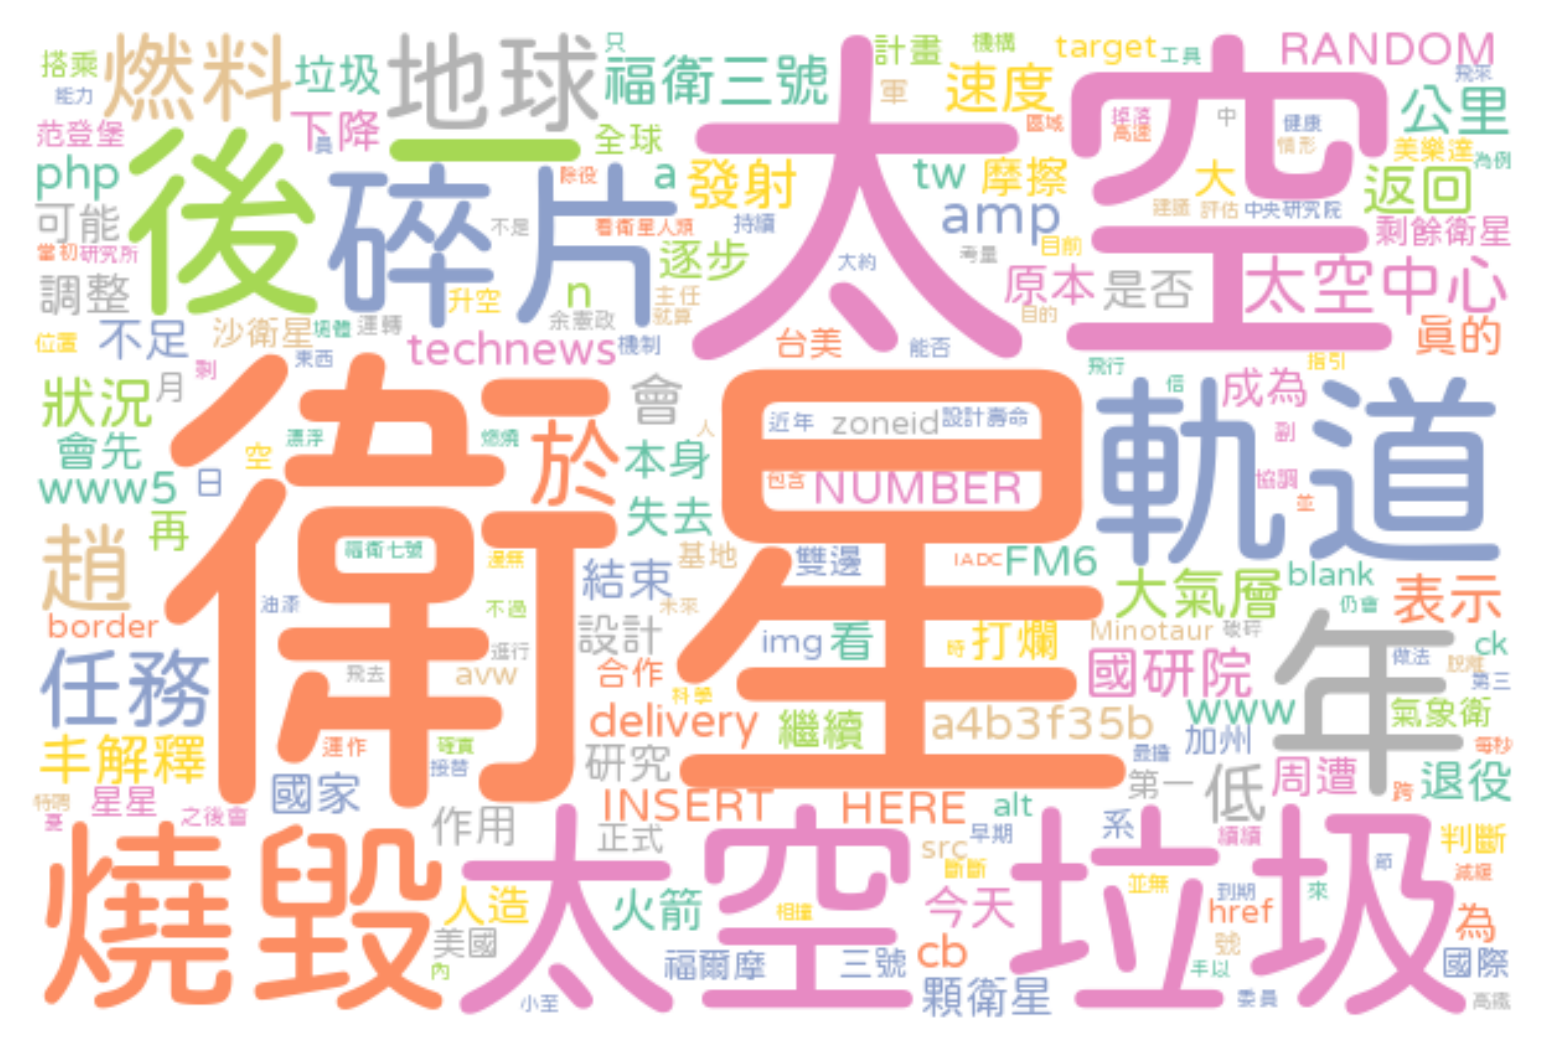 搭乘 燃料 垃圾 地球 只 福衛三號 太空 計畫 機構 target 工具 RANDOM
能力 軍 速度 飛來 公里
范登堡 下降 員 一 全球 區域 掉落 高速 中 健康 情形 美樂達 為例
php 後 碎片 除役 a 發射 tw 摩擦 大 返回
可能 不是 看衛星人類 持續 amp 建議 評估 中央研究院 剩餘衛星
當初 研究所 逐步 大約 考量 目前
調整 升空 n 主任 原本 是否 太空中心
位置 不足 沙衛星 塊體 運轉 余憲政 就算 目的 真的
東西 technews 機制 台美 能否 飛行 指引
狀況 月 剩 衛星 會 近年 zoneid 設計壽命 軌道 信 成為
會先 空 漂浮 燃燒 於 本身 人 副
www5 日 失去 包含 NUMBER 協調 並
再 福衛七號 基地 雙邊 IADC FM6
趙 油漆 結束 未來 大氣層 blank 仍會 表示
border 不過 設計 img 看 時 打爛 Minotaur 破碎 年 ck
任務 飛去 進行 avw 合作 科學 國研院 做法 脫離 第三
delivery 繼續 a4b3f35b www 氣象衛
丰解釋 運作 確實 接替 研究 最擔 加州 每秒
特聘 星星 之後會 國家 第一 低 周遭 跨 退役
INSERT HERE alt
燒毀 作用 正式 太空垃圾 src 早期 系 判斷
斷斷 節 減緩
人造 火箭 相撞 今天 並無 到期 來 href 為
美國 福爾摩 三號 cb 號 國際
內 小至 顆衛星 手以 委員 高鐵